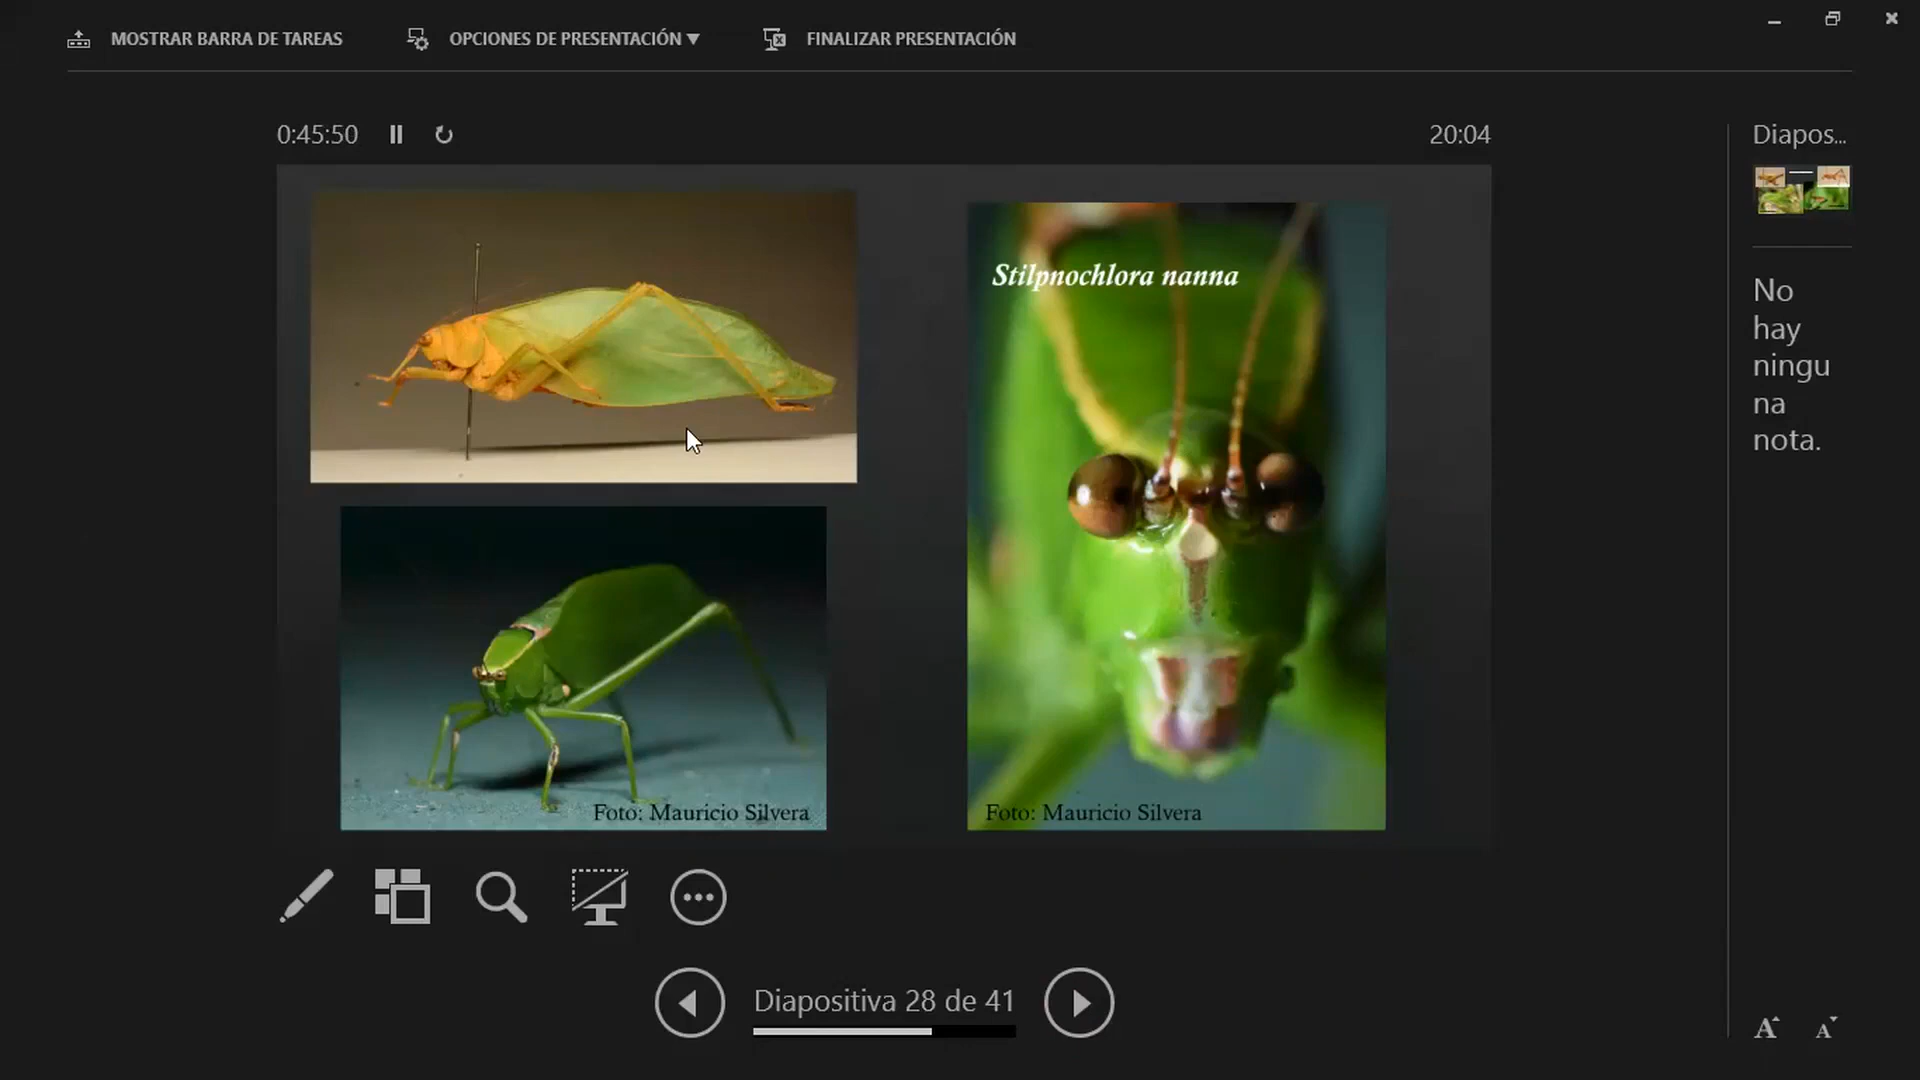 MOSTRAR BARRA DE TAREAS
OPCIONES DE PRESENTACIÓN
FINALIZAR PRESENTACIÓN
0:45:50
20:04
Diapos...
Stilpnochlora nanna
Foto: Mauricio Silvera
Foto: Mauricio Silvera
No
hay
ningu
na
nota.
Diapositiva 28 de 41
A A